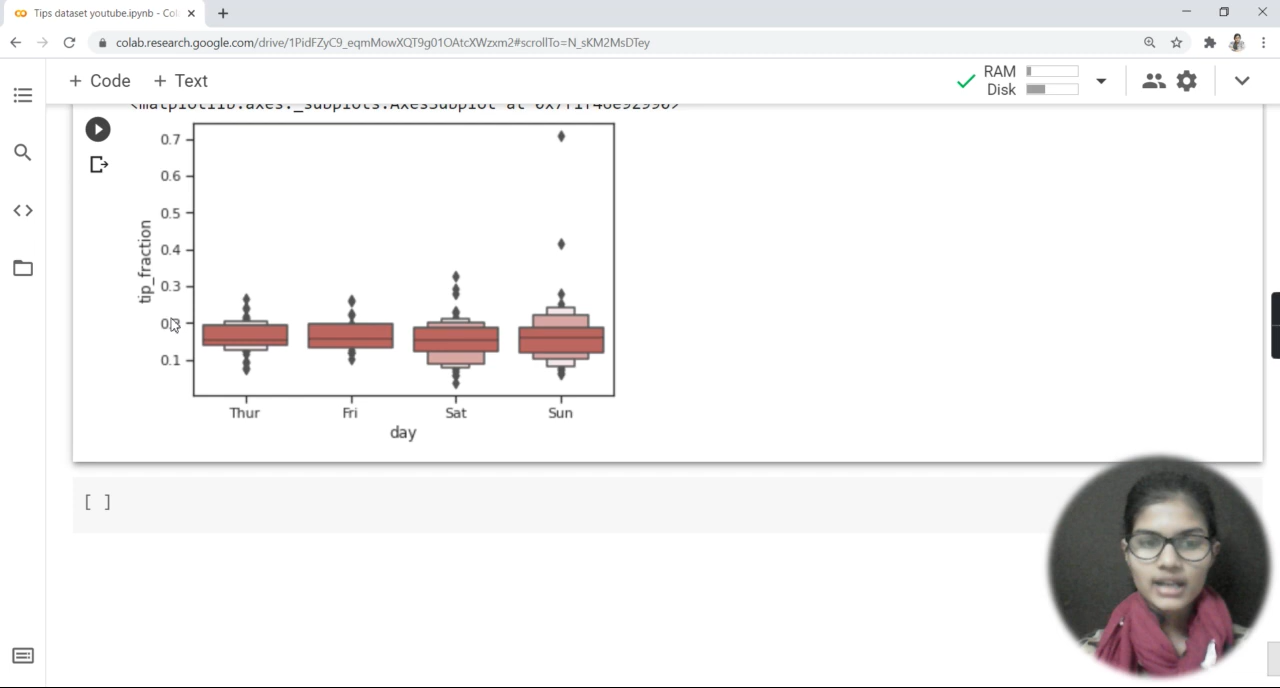 Tips dataset youtube.ipynb - Col
colab.research.google.com/drive/1PidFZyC9_eqmMowXQT9g01OAtcXWzxm2#scrollTo=N_sKM2MsDTey
+ Code + Text
RAM
Disk
0.7
0.6
0.5
0.4
0.3
0.1
tip_fraction
Thur Fri Sat Sun
day
[ ]